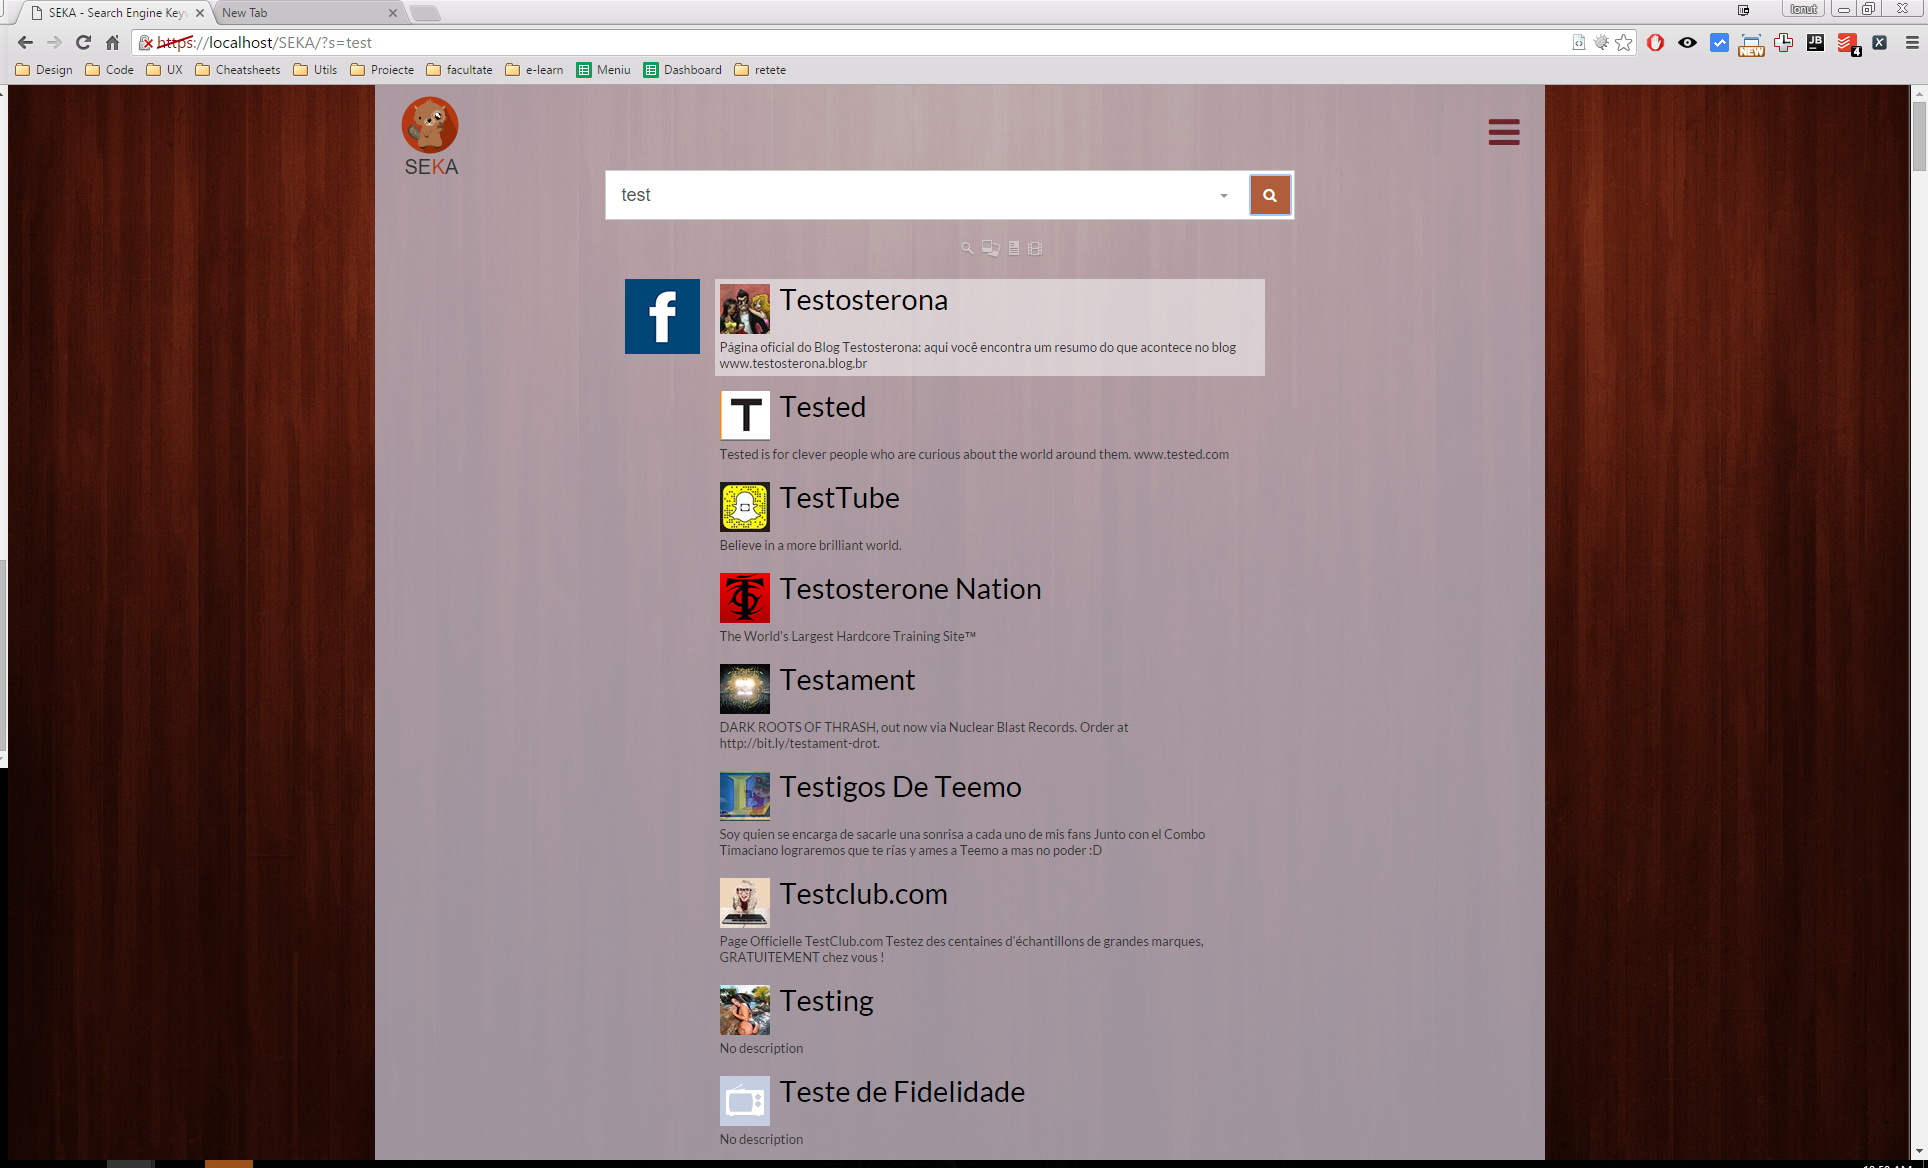 SEKA - Search Engine Key
New Tab
Ionut
https://localhost/SEKA/?s=test
JB
NEW
4
Design
Code
UX
Cheatsheets
Utils
Proiecte
facultate
e-learn
Meniu
Dashboard
retete
SEKA
test
f
Testosterona
Página oficial do Blog Testosterona: aqui você encontra um resumo do que acontece no blog
www.testosterona.blog.br
T
Tested
Tested is for clever people who are curious about the world around them. www.tested.com
TestTube
Believe in a more brilliant world.
Testosterone Nation
The World's Largest Hardcore Training Site™
Testament
DARK ROOTS OF THRASH, out now via Nuclear Blast Records. Order at
http://bit.ly/testament-drot.
L
Testigos De Teemo
Soy quien se encarga de sacarle una sonrisa a cada uno de mis fans Junto con el Combo
Timaciano lograremos que te rías y ames a Teemo a mas no poder :D
Testclub.com
Page Officielle TestClub.com Testez des centaines d'échantillons de grandes marques,
GRATUITEMENT chez vous !
Testing
No description
Teste de Fidelidade
No description